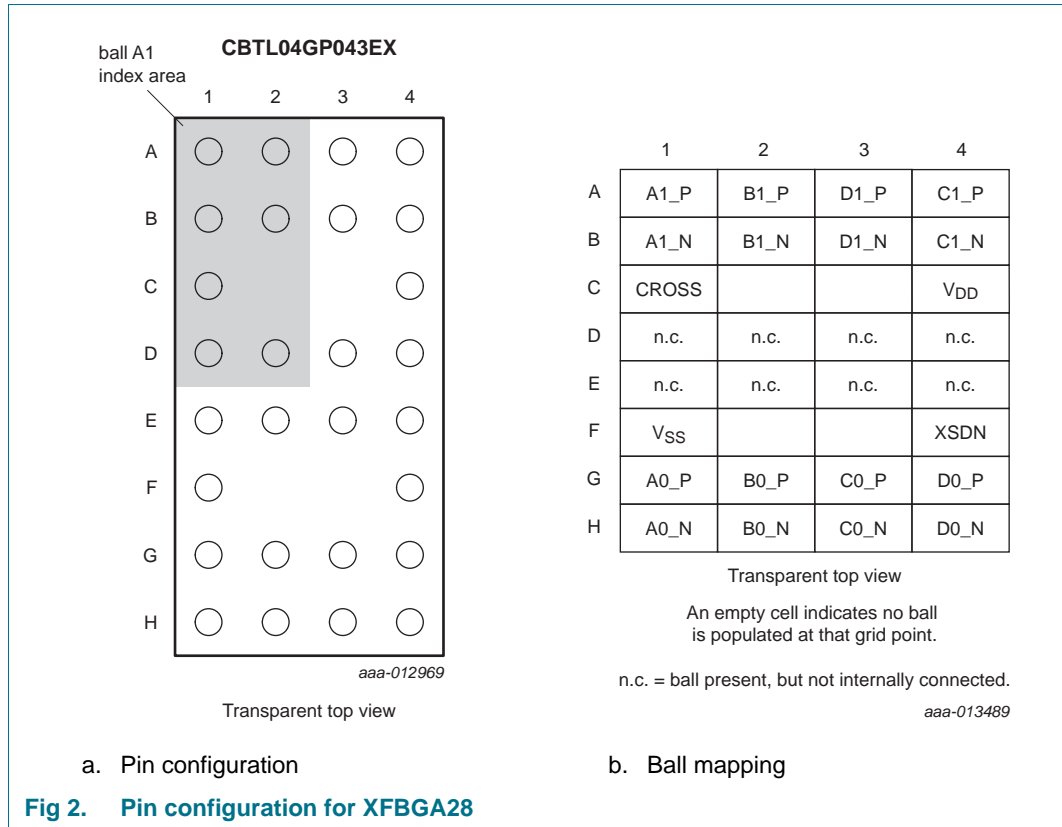 CBTL04GP043EX
ball A1
index area
1 2 3 4
A
B
C
D
E
F
G
H
aaa-012969
Transparent top view
a. Pin configuration
1 2 3 4
A A1_P B1_P D1_P C1_P
B A1_N B1_N D1_N C1_N
C CROSS VDD
D n.c. n.c. n.c. n.c.
E n.c. n.c. n.c. n.c.
F VSS XSDN
G A0_P B0_P C0_P D0_P
H A0_N B0_N C0_N D0_N
Transparent top view
An empty cell indicates no ball
is populated at that grid point.
n.c. = ball present, but not internally connected.
aaa-013489
b. Ball mapping
Fig 2. Pin configuration for XFBGA28